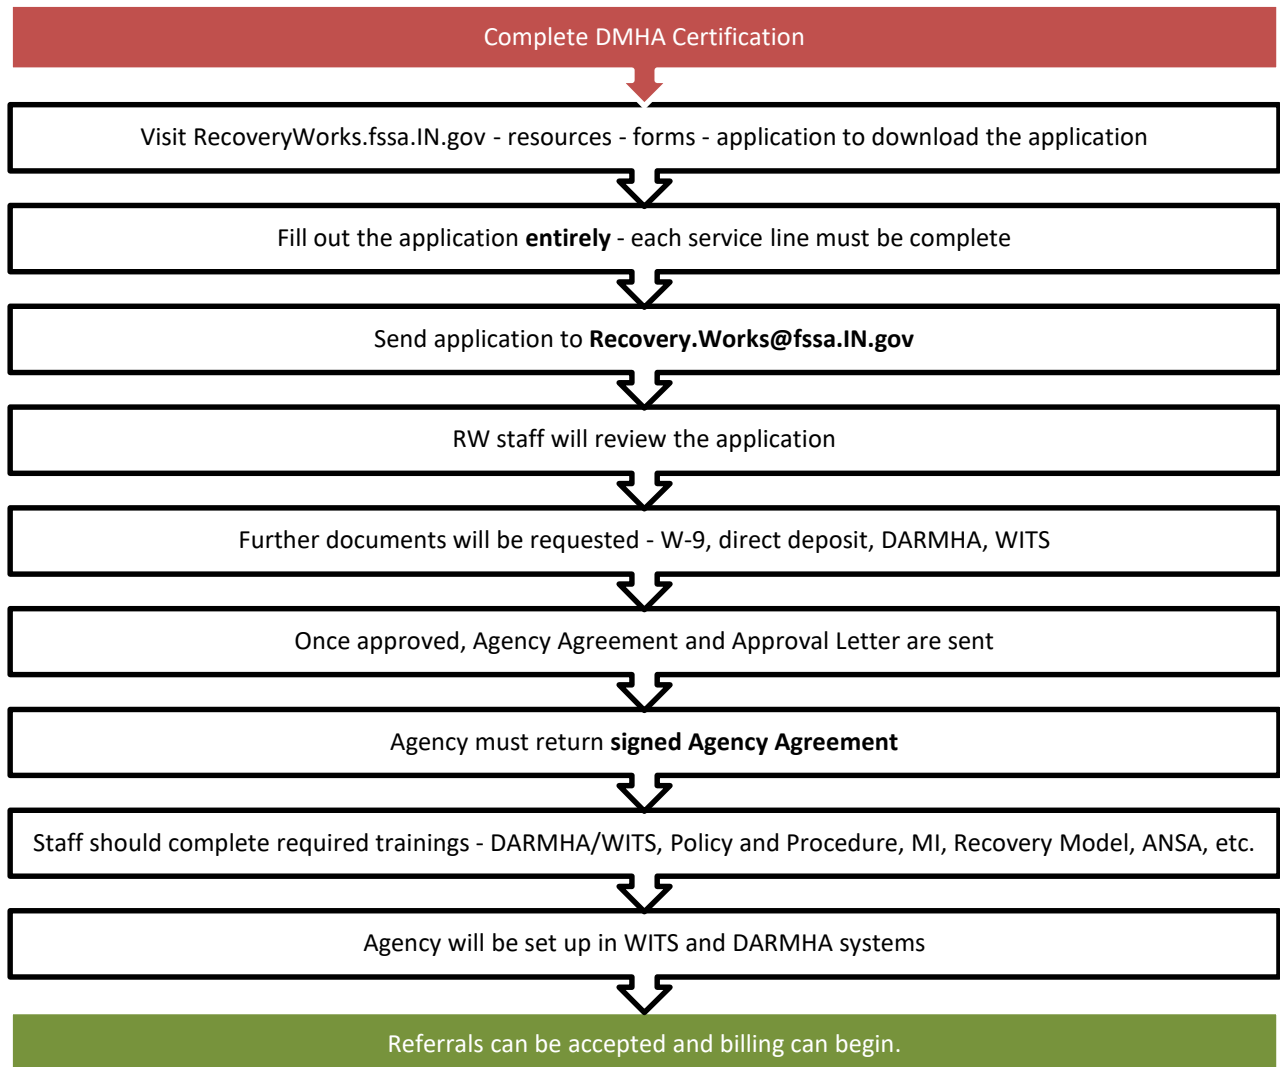 Complete DMHA Certification
Visit RecoveryWorks.fssa.IN.gov - resources - forms - application to download the application
Fill out the application entirely - each service line must be complete
Send application to Recovery.Works@fssa.IN.gov
RW staff will review the application
Further documents will be requested - W-9, direct deposit, DARMHA, WITS
Once approved, Agency Agreement and Approval Letter are sent
Agency must return signed Agency Agreement
Staff should complete required trainings - DARMHA/WITS, Policy and Procedure, MI, Recovery Model, ANSA, etc.
Agency will be set up in WITS and DARMHA systems
Referrals can be accepted and billing can begin.